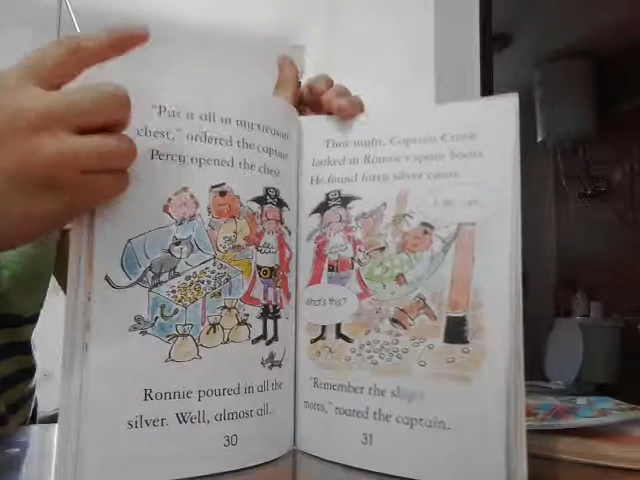 "Put it all in my treasure
chest," ordered the captain.
Percy opened the chest.
Ronnie poured in all the
silver. Well, almost all...
30
That night, Captain
looked in Ronnie's spare boots.
He found forty silver coins.
What's this?
"Remember the ship's
motto," roared the captain.
31